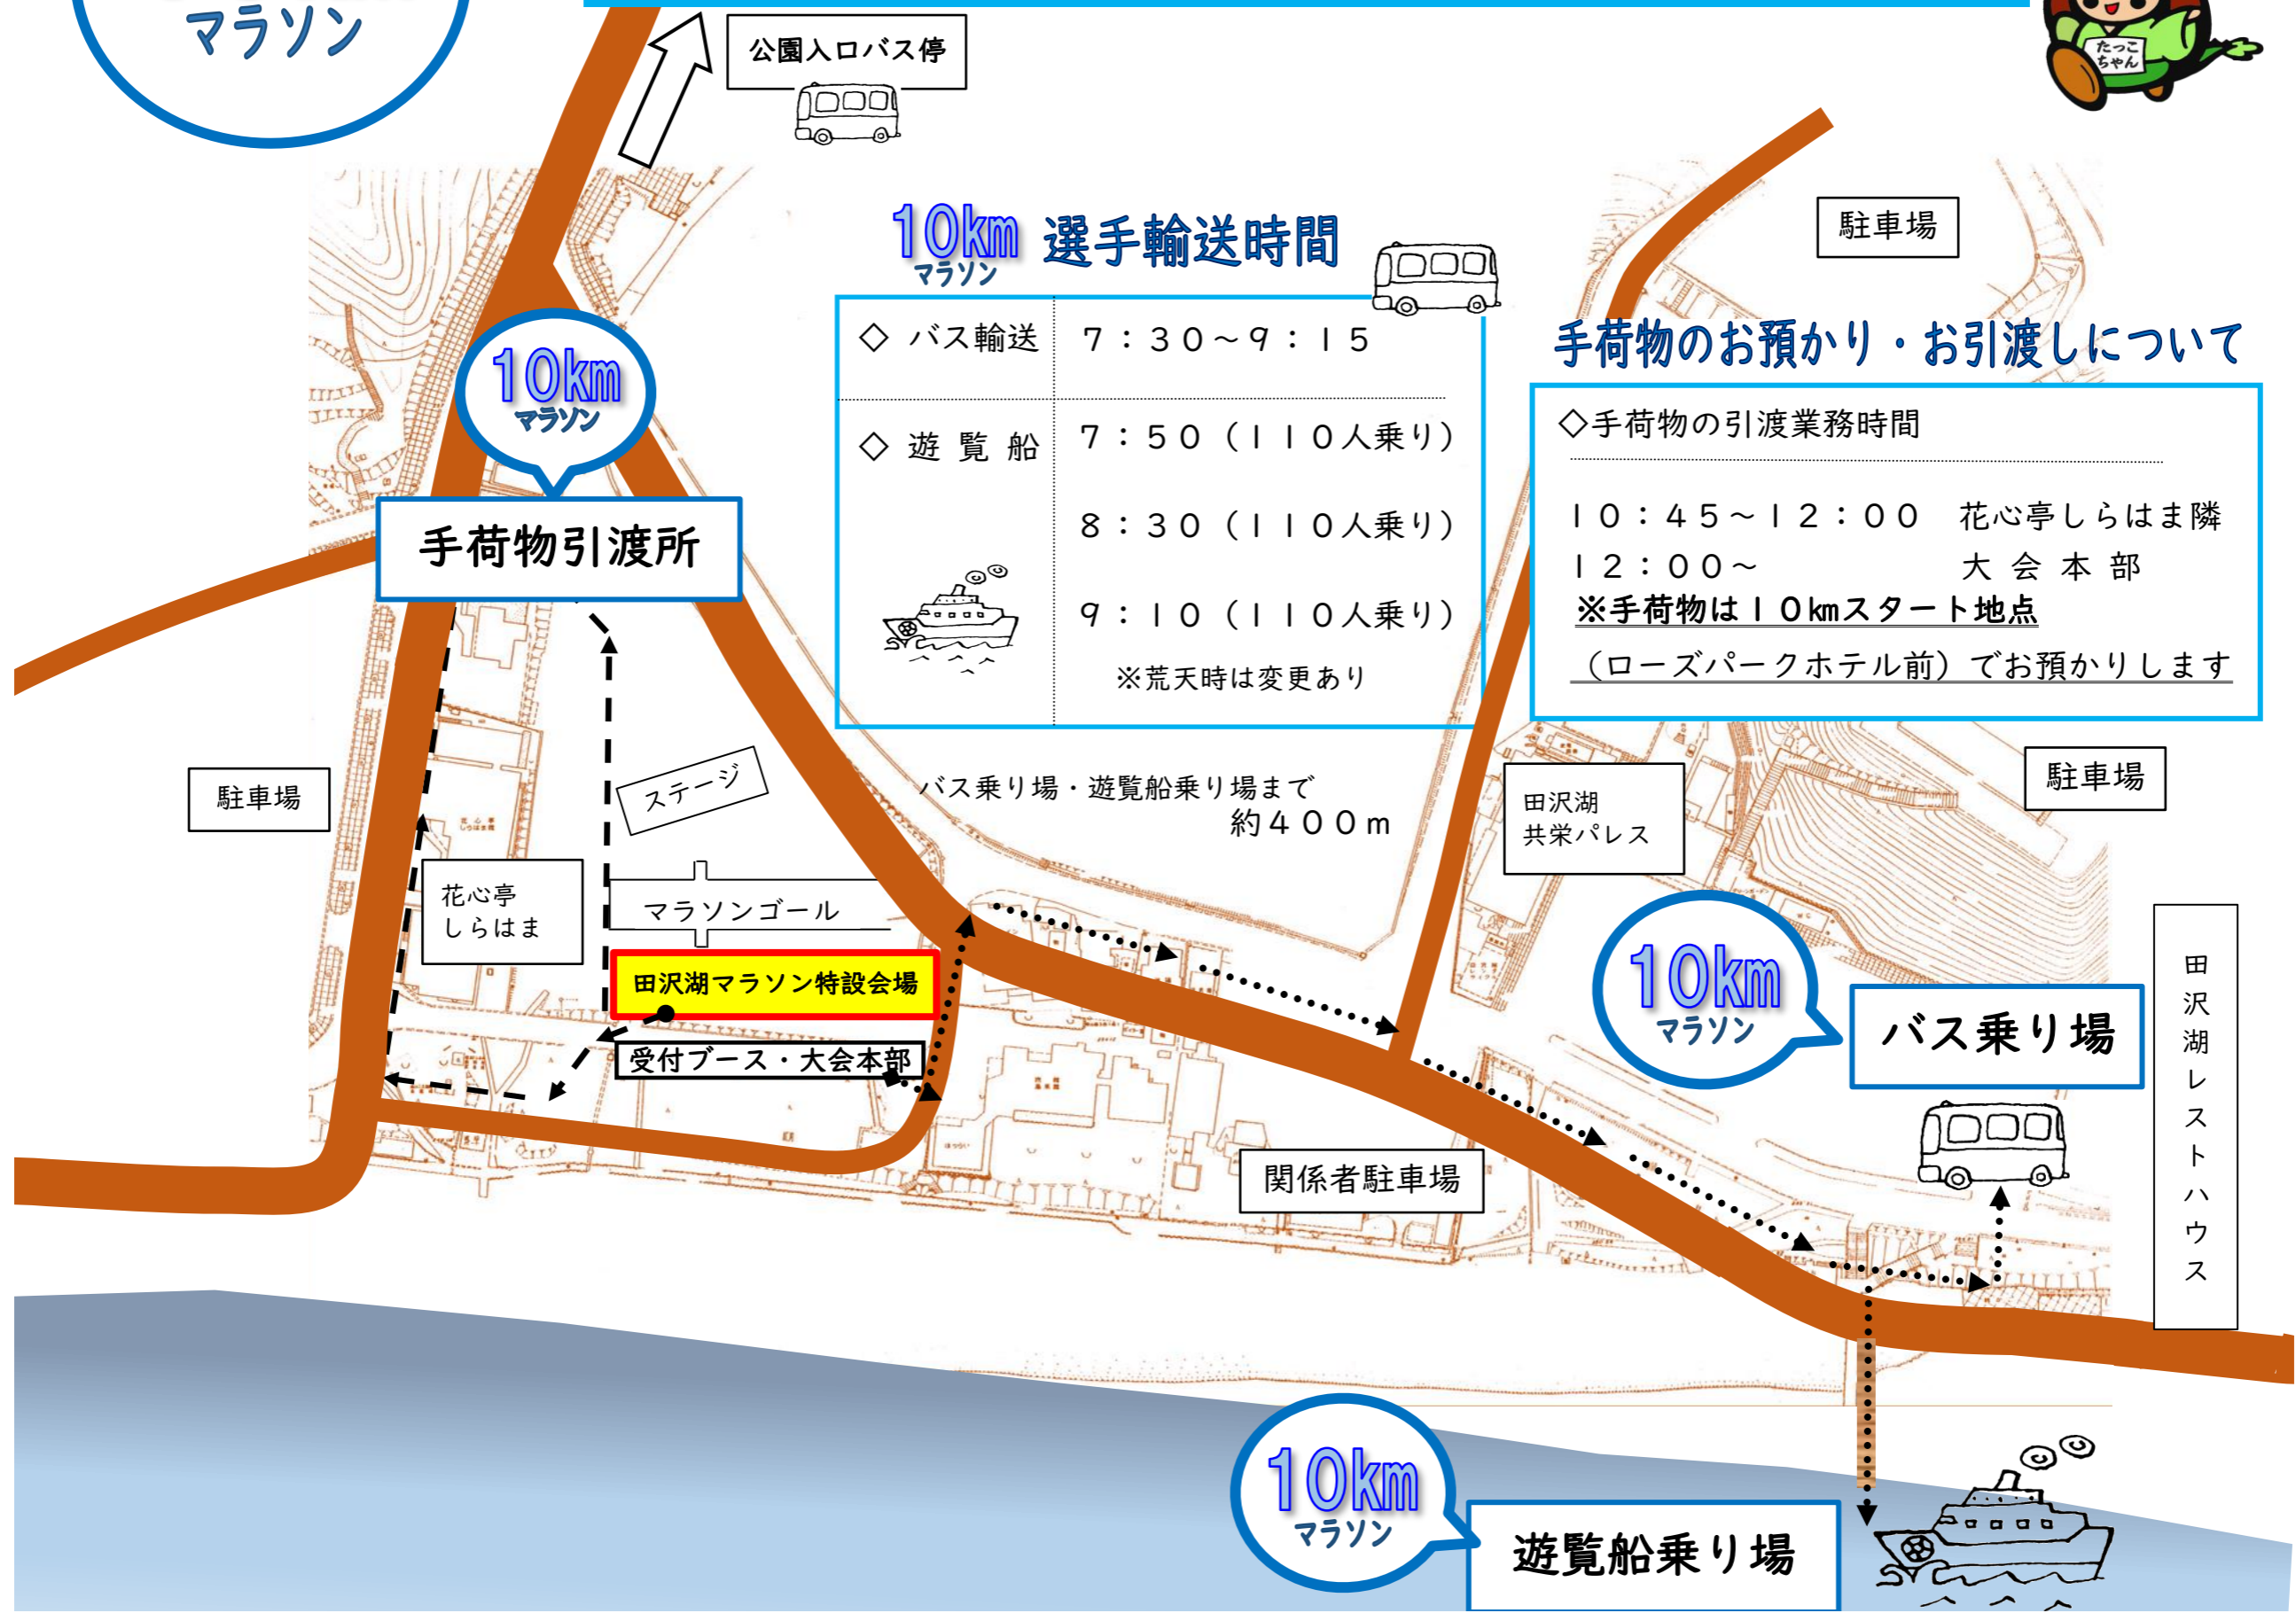 マラソン
公園入口バス停
たっこ
ちゃん
駐車場
10km マラソン 選手輸送時間
◇ バス輸送 ７：３０～９：１５
◇ 遊覧船 ７：５０（１１０人乗り）
８：３０（１１０人乗り）
９：１０（１１０人乗り）
※荒天時は変更あり
手荷物のお預かり・お引渡しについて
◇手荷物の引渡業務時間
１０：４５～１２：００ 花心亭しらはま隣
１２：００～ 大会本部
※手荷物は１０㎞スタート地点
（ローズパークホテル前）でお預かりします
10km
マラソン
手荷物引渡所
駐車場
ステージ
バス乗り場・遊覧船乗り場まで
約４００ｍ
田沢湖
共栄パレス
駐車場
花心亭
しらはま
マラソンゴール
田沢湖マラソン特設会場
受付ブース・大会本部
10km
マラソン
バス乗り場
田沢湖レストハウス
関係者駐車場
10km
マラソン
遊覧船乗り場